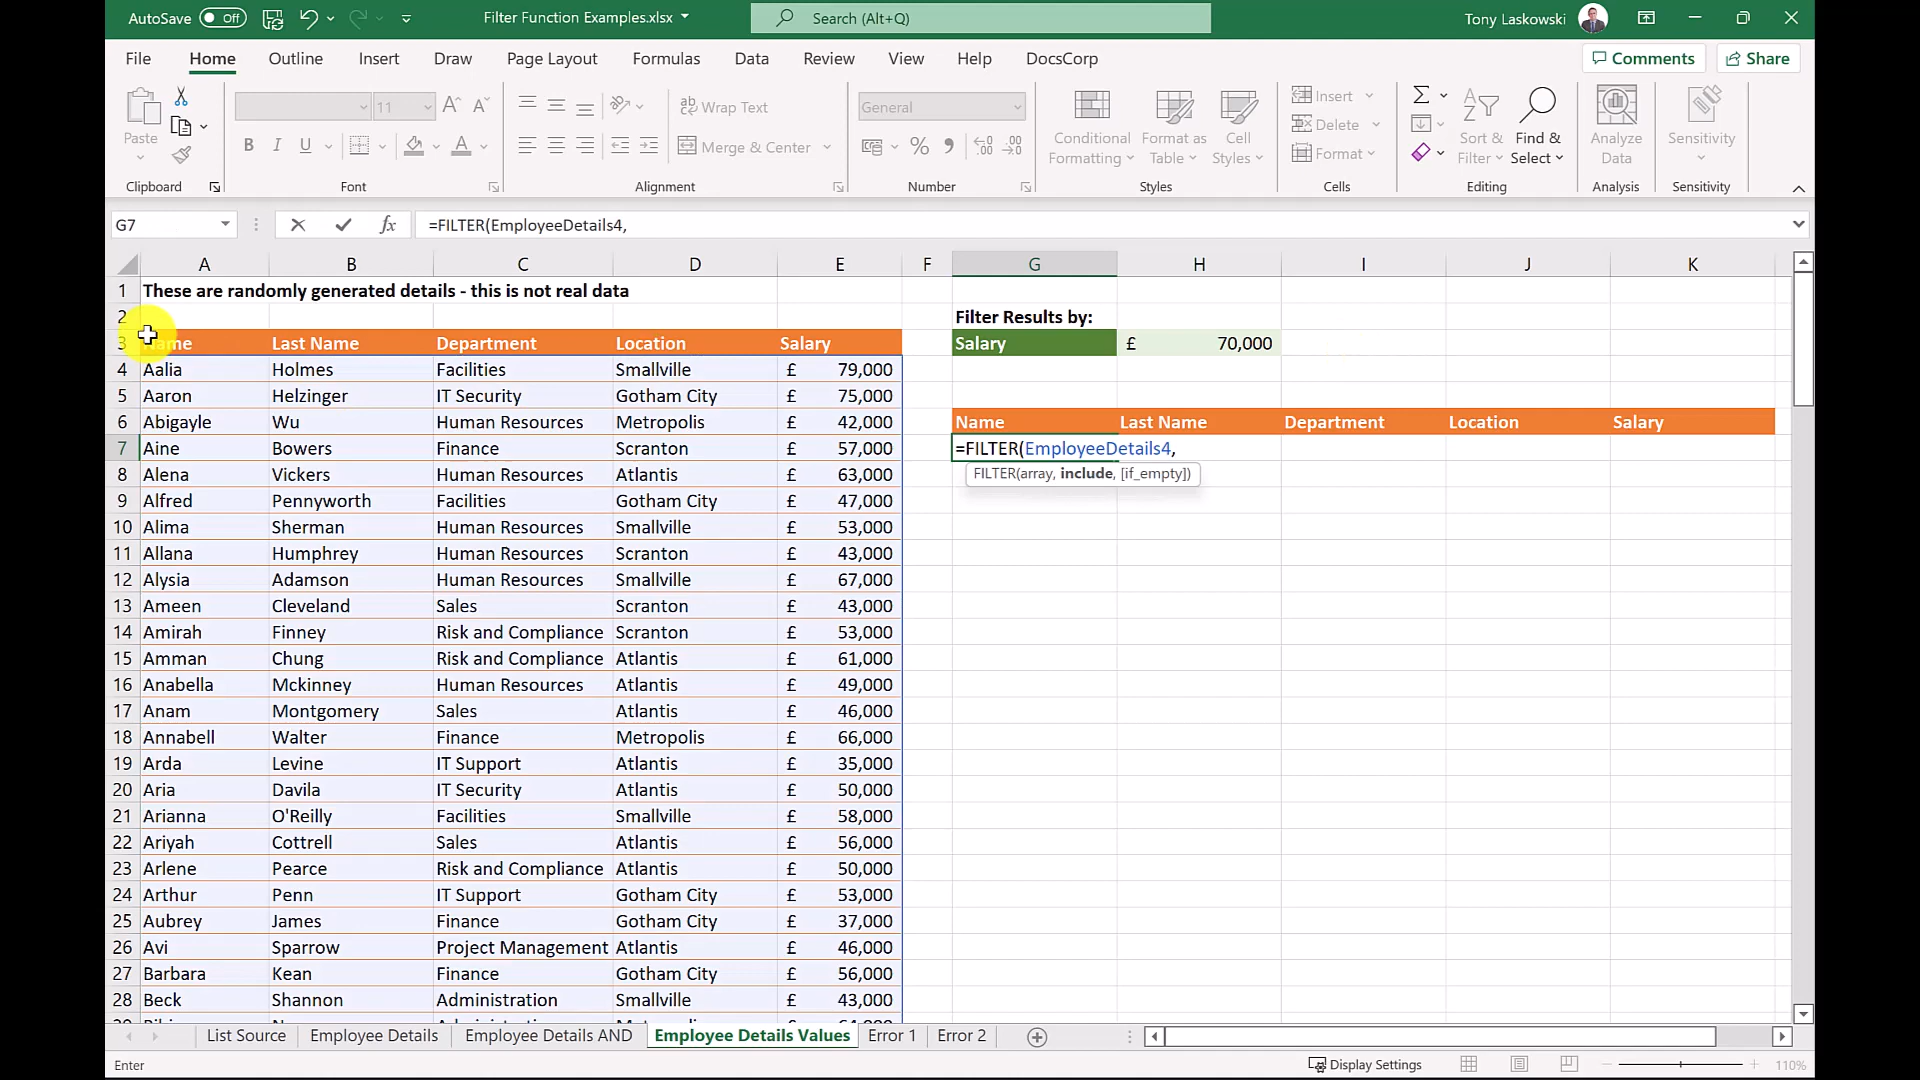 AutoSave Off Filter Function Examples.xlsx Search (Alt+Q) Tony Laskowski
File Home Outline Insert Draw Page Layout Formulas Data Review View Help DocCorp Comments Share
Paste 11 Wrap Text General Conditional Formatting Format as Table Cell Styles Insert Sort & Filter Find & Select Analyze Data Sensitivity
B I U Merge & Center % Delete
Format
Clipboard Font Alignment Number Styles Cells Editing Analysis Sensitivity
G7 fx =FILTER(EmployeeDetails4,
A B C D E F G H I J K
1 These are randomly generated details - this is not real data
2 Filter Results by:
3 Name Last Name Department Location Salary Salary £ 70,000
4 Aalia Holmes Facilities Smallville £ 79,000
5 Aaron Helzinger IT Security Gotham City £ 75,000
6 Abigayle Wu Human Resources Metropolis £ 42,000 Name Last Name Department Location Salary
7 Aine Bowers Finance Scranton £ 57,000 =FILTER(EmployeeDetails4,
8 Alena Vickers Human Resources Atlantis £ 63,000 FILTER(array, include, [if_empty])
9 Alfred Pennyworth Facilities Gotham City £ 47,000
10 Alima Sherman Human Resources Smallville £ 53,000
11 Allana Humphrey Human Resources Scranton £ 43,000
12 Alysia Adamson Human Resources Smallville £ 67,000
13 Ameen Cleveland Sales Scranton £ 43,000
14 Amirah Finney Risk and Compliance Scranton £ 53,000
15 Amman Chung Risk and Compliance Atlantis £ 61,000
16 Anabella Mckinney Human Resources Atlantis £ 49,000
17 Anam Montgomery Sales Atlantis £ 46,000
18 Annabell Walter Finance Metropolis £ 66,000
19 Arda Levine IT Support Atlantis £ 35,000
20 Aria Davila IT Security Atlantis £ 50,000
21 Arianna O'Reilly Facilities Smallville £ 58,000
22 Ariyah Cottrell Sales Atlantis £ 56,000
23 Arlene Pearce Risk and Compliance Atlantis £ 50,000
24 Arthur Penn IT Support Gotham City £ 53,000
25 Aubrey James Finance Gotham City £ 37,000
26 Avi Sparrow Project Management Atlantis £ 46,000
27 Barbara Kean Finance Gotham City £ 56,000
28 Beck Shannon Administration Smallville £ 43,000
List Source Employee Details Employee Details AND Employee Details Values Error 1 Error 2
Enter Display Settings 110%